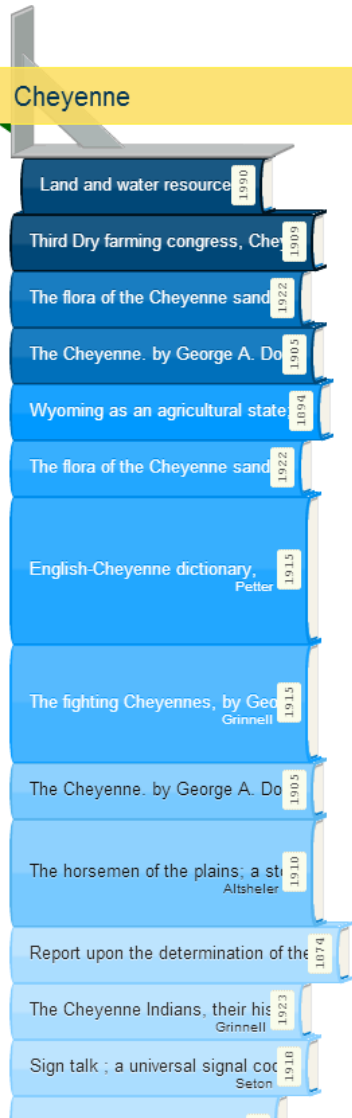 Cheyenne
Land and water resource
1990
Third Dry farming congress, Che
1909
The flora of the Cheyenne sand
1922
The Cheyenne. by George A. Do
1905
Wyoming as an agricultural state
1894
The flora of the Cheyenne sand
1922
English-Cheyenne dictionary,
Petter
1915
The fighting Cheyennes, by Geo
Grinnell
1915
The Cheyenne. by George A. Do
1905
The horsemen of the plains; a st
Altsheler
1910
Report upon the determination of the
1874
The Cheyenne Indians, their his
Grinnell
1923
Sign talk ; a universal signal co
Seton
1918